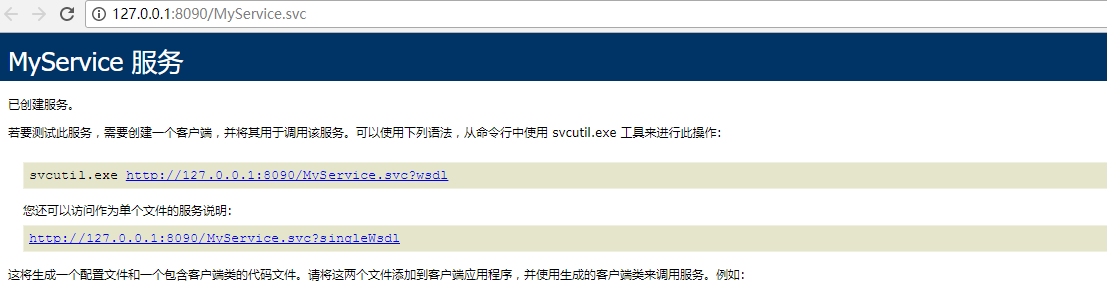 127.0.0.1:8090/MyService.svc
MyService 服务
已创建服务。
若要测试此服务，需要创建一个客户端，并将其用于调用该服务。可以使用下列语法，从命令行中使用 svcutil.exe 工具来进行此操作:
svcutil.exe http://127.0.0.1:8090/MyService.svc?wsdl
您还可以访问作为单个文件的服务说明:
http://127.0.0.1:8090/MyService.svc?singleWsdl
这将生成一个配置文件和一个包含客户端类的代码文件。请将这两个文件添加到客户端应用程序，并使用生成的客户端类来调用服务。例如: